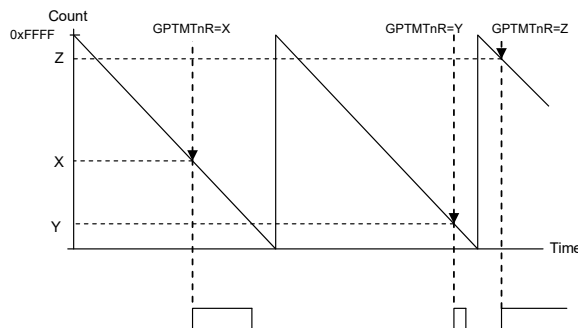 Count
0xFFFF
GPTMTnR=X
GPTMTnR=Y
GPTMTnR=Z
Z
X
Y
Time